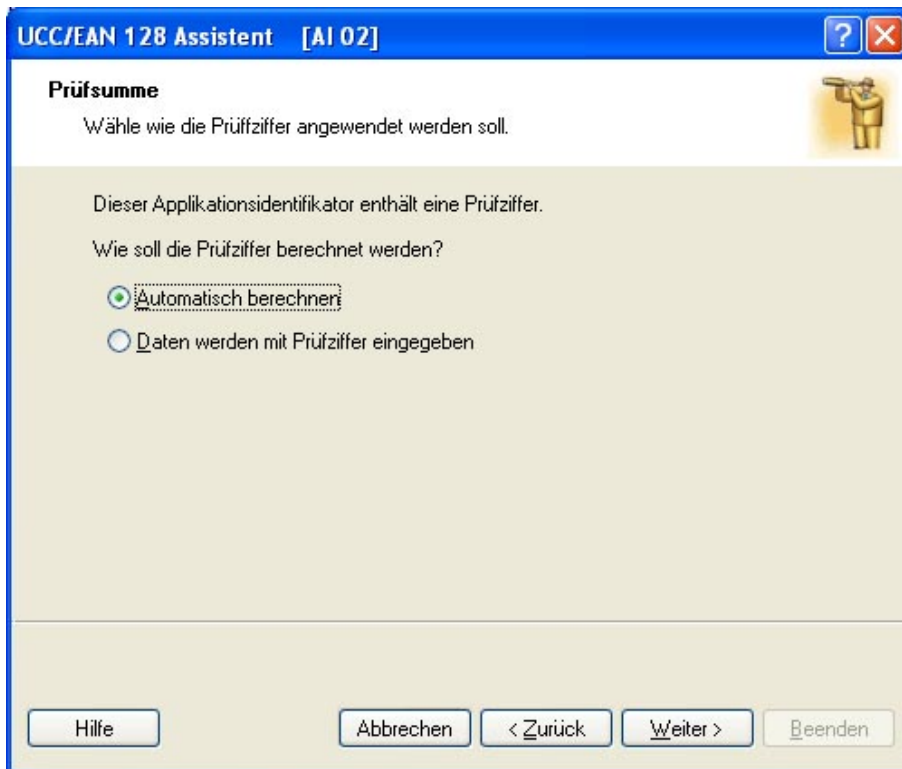 UCC/EAN 128 Assistent [AI 02]
?
Prüfsumme
Wähle wie die Prüffziffer angewendet werden soll.
Dieser Applikationsidentifikator enthält eine Prüfziffer.
Wie soll die Prüfziffer berechnet werden?
Automatisch berechnen
Daten werden mit Prüfziffer eingegeben
Hilfe Abbrechen < Zurück Weiter > Beenden